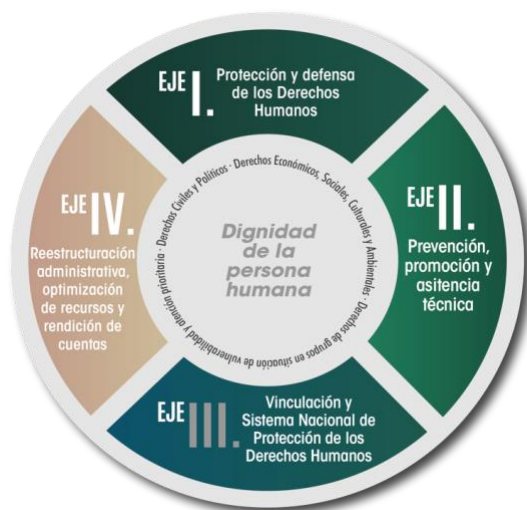 EJE I.
Protección y defensa
de los Derechos
Humanos
EJE II.
Prevención,
promoción y
asitencia
técnica
EJE III.
Vinculación y
Sistema Nacional de
Protección de los
Derechos Humanos
EJE IV.
Reestructuración
administrativa,
optimización
de recursos y
rendición de
cuentas
Derechos Civiles y Políticos · Derechos Económicos, Sociales, Culturales y Ambientales · Derechos de grupos en situación de vulnerabilidad y atención prioritaria ·
Dignidad
de la
persona
humana